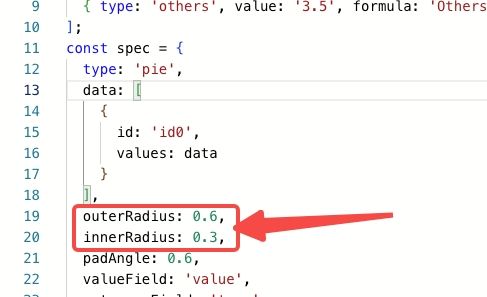 9 { type: 'others', value: '3.5', formula: 'Others
10 ];
11 const spec = {
12 type: 'pie',
13 data: [
14 {
15 id: 'id0',
16 values: data
17 }
18 ],
19 outerRadius: 0.6,
20 innerRadius: 0.3,
21 padAngle: 0.6,
22 valueField: 'value',